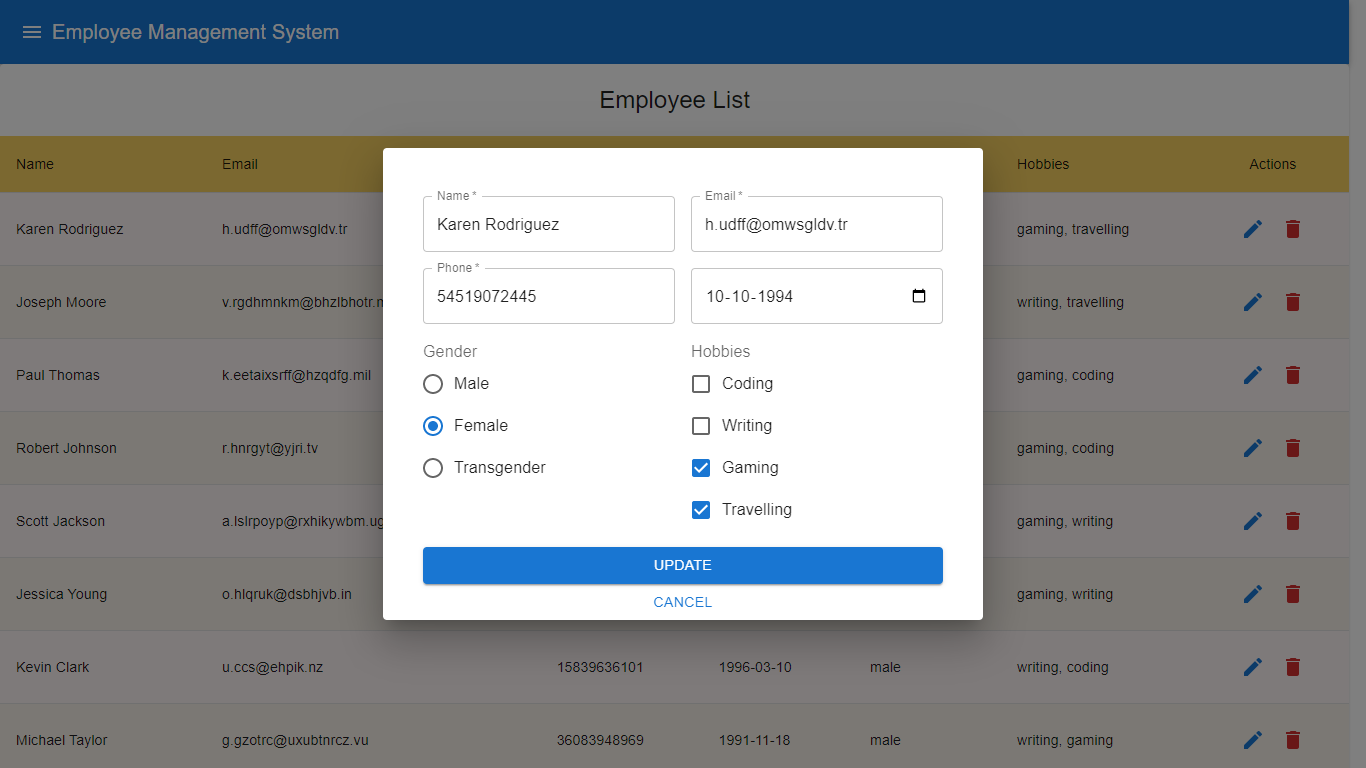 Employee Management System
Employee List
Name Email Hobbies Actions
Karen Rodriguez h.udff@omwsgldv.tr gaming, travelling
Joseph Moore v.rgdhmnkm@bhzlbhotr. writing, travelling
Paul Thomas k.eetaixsrff@hzqdfg.mil gaming, coding
Robert Johnson r.hnrgyt@yjri.tv gaming, coding
Scott Jackson a.lslrpoyp@rxhikywbm.ug gaming, writing
Jessica Young o.hlqruk@dsbhjvb.in gaming, writing
Kevin Clark u.ccs@ehpik.nz 15839636101 1996-03-10 male writing, coding
Michael Taylor g.gzotrc@uxubtnrcz.vu 36083948969 1991-11-18 male writing, gaming
Name * Email *
Karen Rodriguez h.udff@omwsgldv.tr
Phone *
54519072445 10-10-1994
Gender Hobbies
Male Coding
Female Writing
Transgender Gaming
Travelling
UPDATE
CANCEL